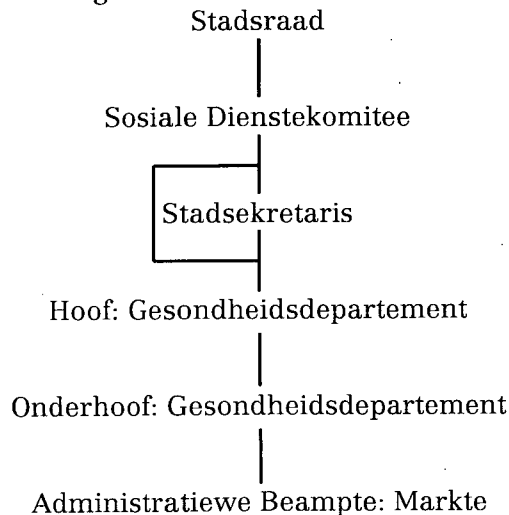 Stadsraad
Sosiale Dienstekomitee
Stadsekretaris
Hoof: Gesondheidsdepartement
Onderhoof: Gesondheidsdepartement
Administratiewe Beampte: Markte